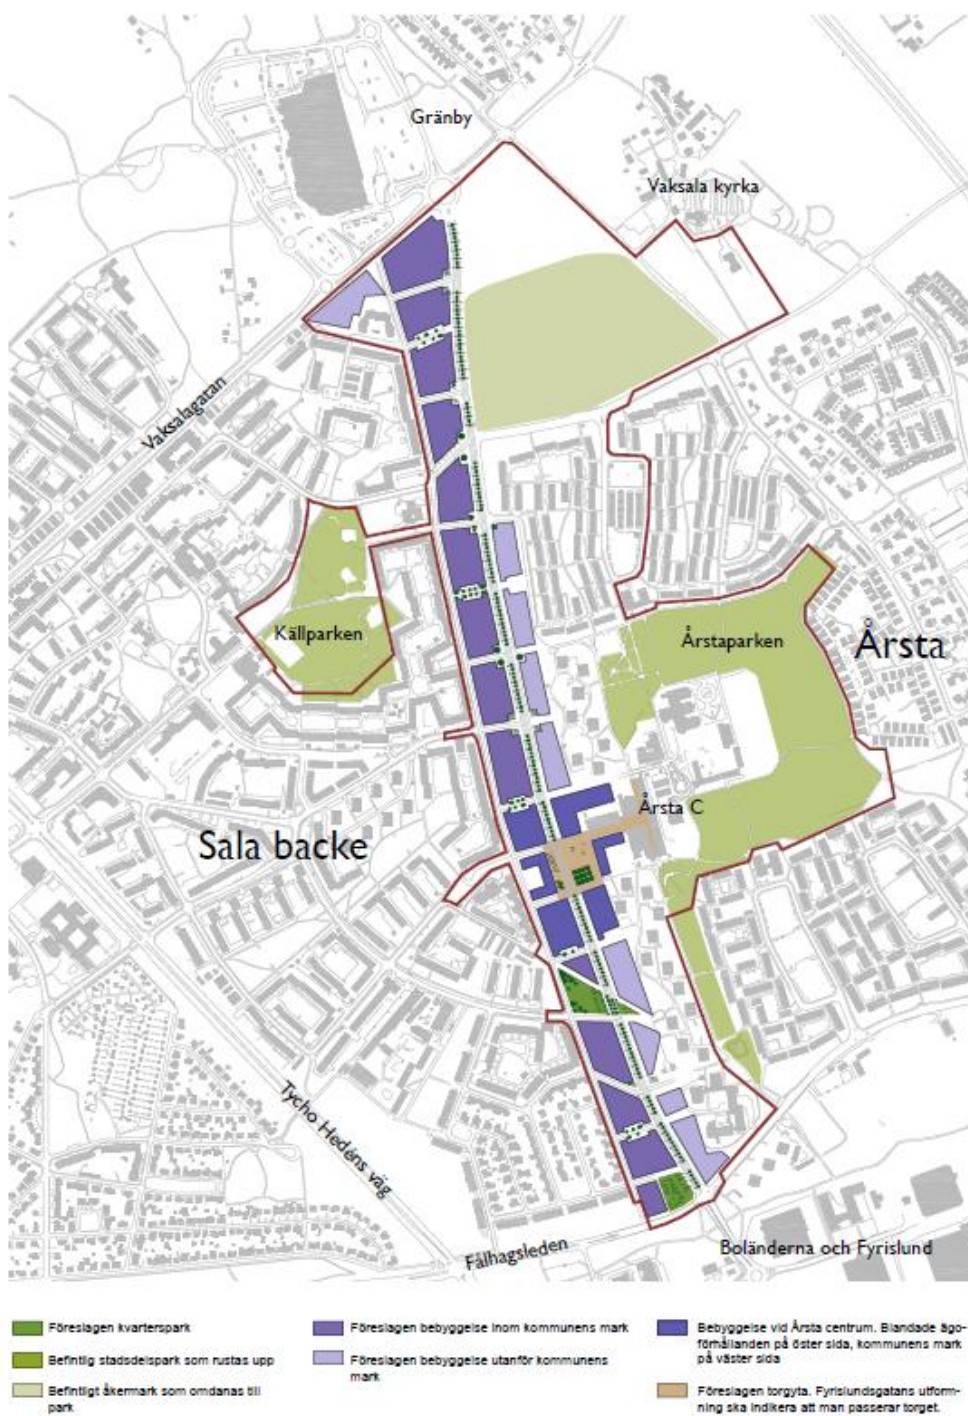 Gränby
Vaksala kyrka
Vaksalagatan
Källparken
Årstaparken
Årsta
Årsta C
Sala backe
Tycho Hedéns väg
Fålhagsleden
Boländerna och Fyrislund
Föreslagen kvarterspark
Befintlig stadsdelspark som rustas upp
Befintligt åkermark som omdanas till
park
Föreslagen bebyggelse inom kommunens mark
Föreslagen bebyggelse utanför kommunens
mark
Bebyggelse vid Årsta centrum. Blandade ägo-
förhållanden på öster sida, kommunens mark
på väster sida
Föreslagen torgyta. Fyrislundsgatans utform-
ning ska indikera att man passerar torget.